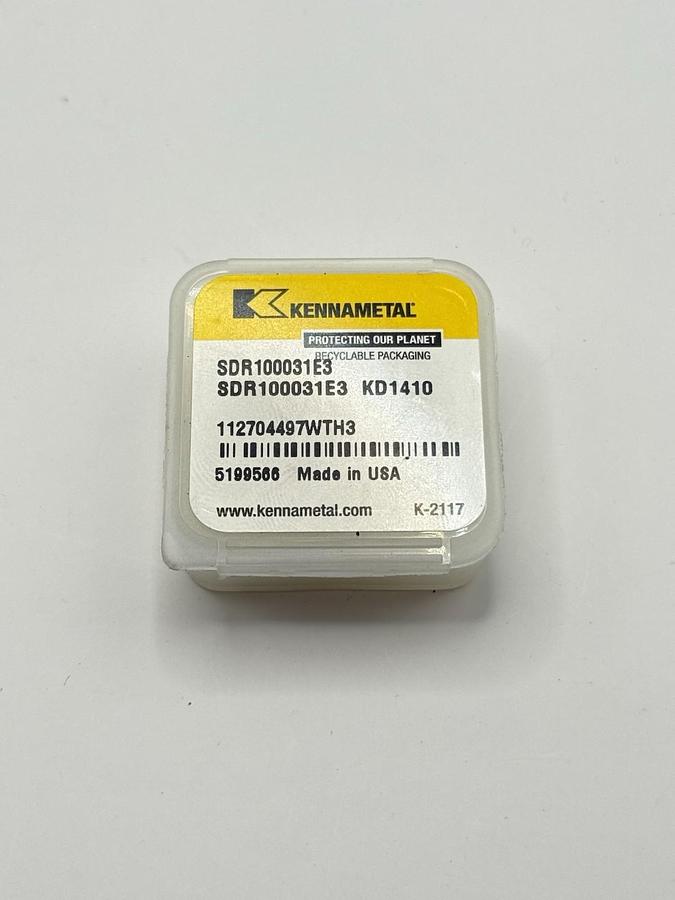 KENNAMETAL
PROTECTING OUR PLANET
RECYCLABLE PACKAGING
SDR100031E3
SDR100031E3 KD1410
112704497WTH3
5199566 Made in USA
www.kennametal.com K-2117